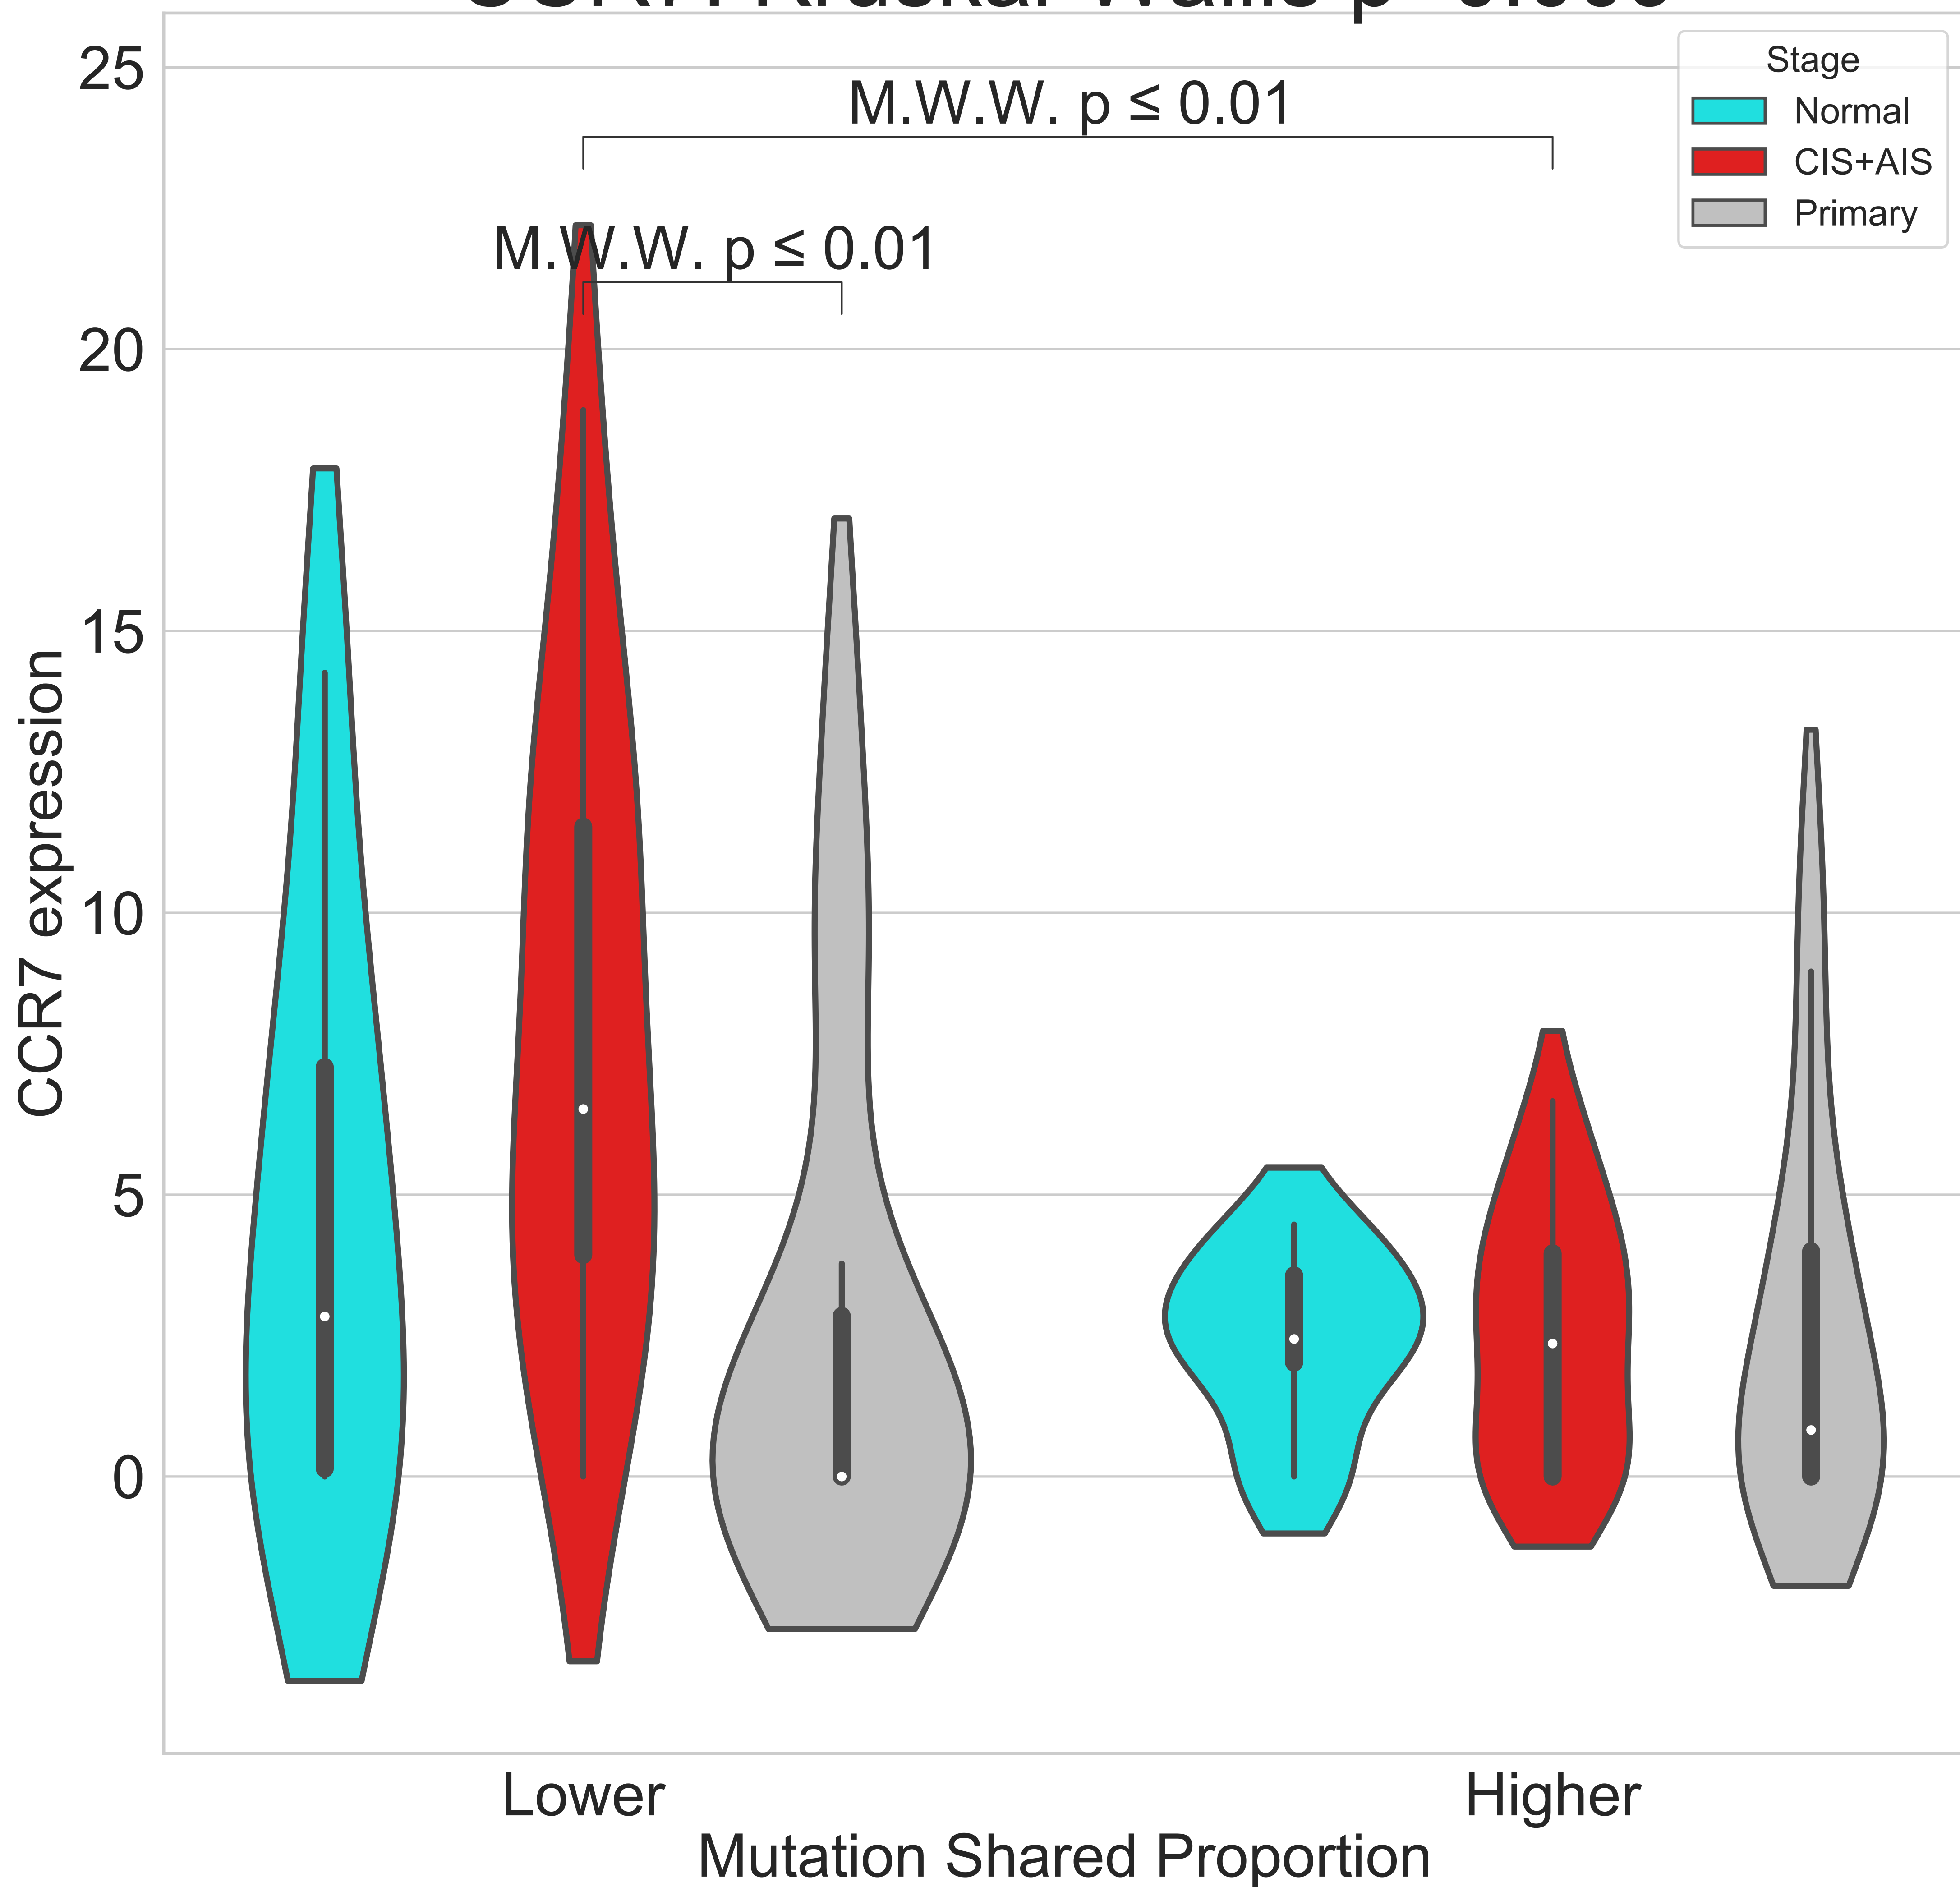 25
M.W.W. p ≤ 0.01
M.W.W. p ≤ 0.01
20
15
10
5
0
CCR7 expression
Stage
Normal
CIS+AIS
Primary
Lower
Higher
Mutation Shared Proportion